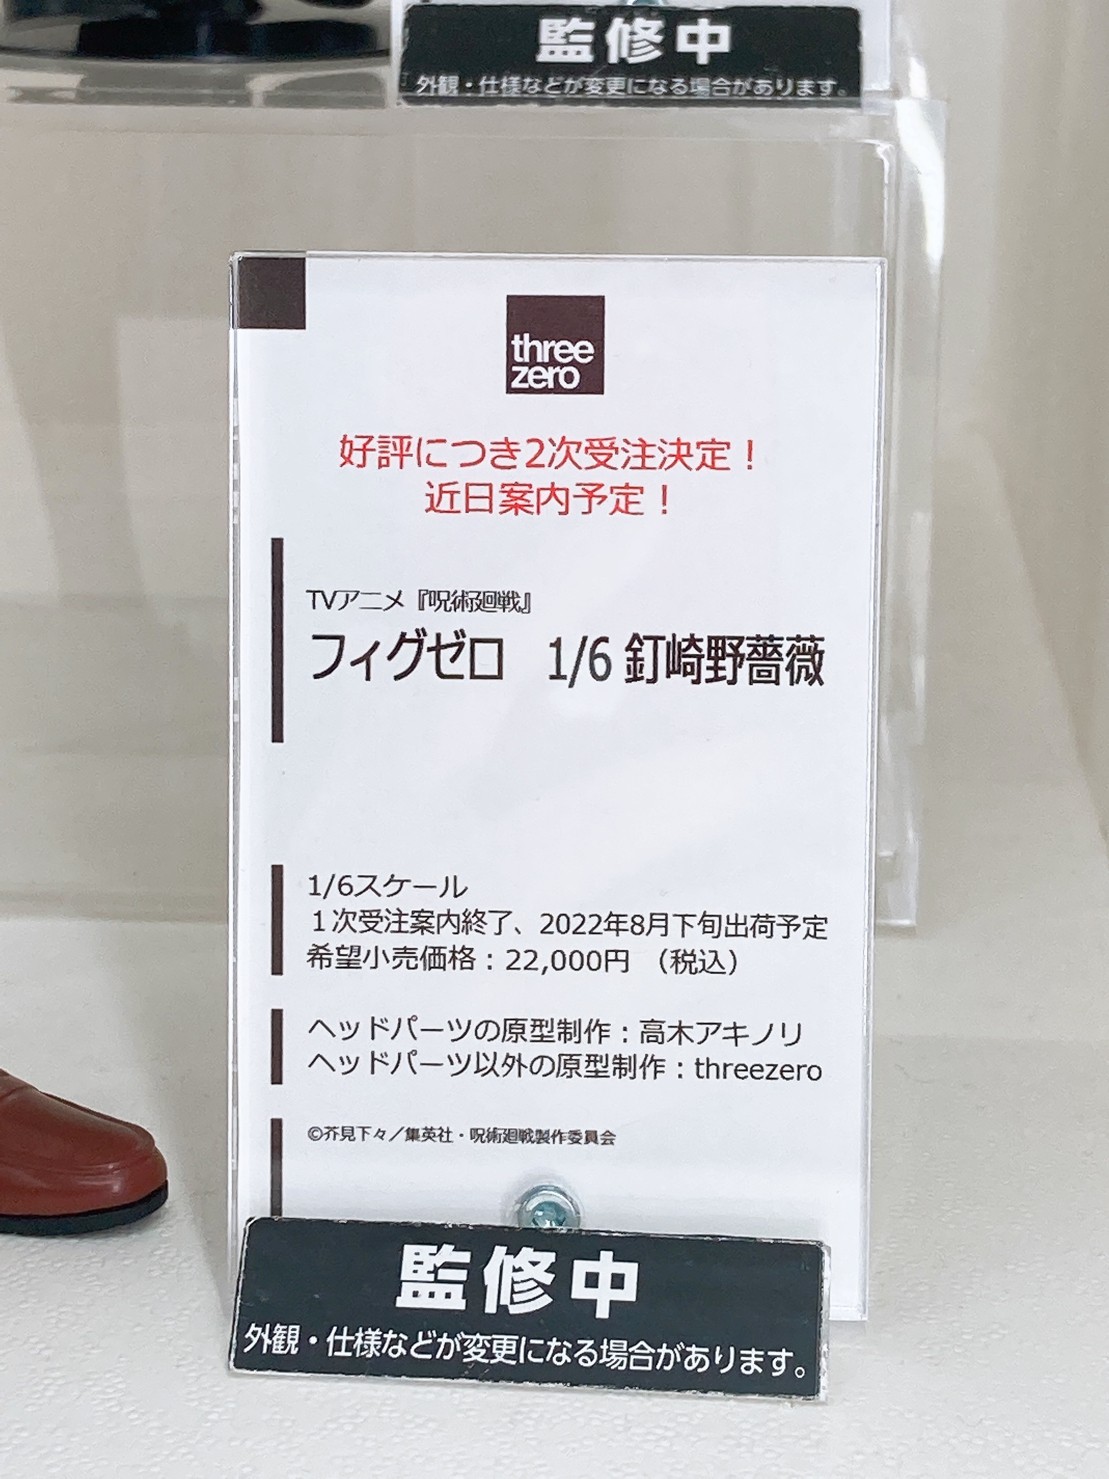 監修中
外観・仕様などが変更になる場合があります。
three
zero
好評につき2次受注決定！
近日案内予定！
TVアニメ『呪術廻戦』
フィグゼロ　1/6 釘崎野薔薇
1/6スケール
１次受注案内終了、2022年8月下旬出荷予定
希望小売価格：22,000円　（税込）
ヘッドパーツの原型制作：高木アキノリ
ヘッドパーツ以外の原型制作：threezero
©芥見下々／集英社・呪術廻戦製作委員会
監修中
外観・仕様などが変更になる場合があります。